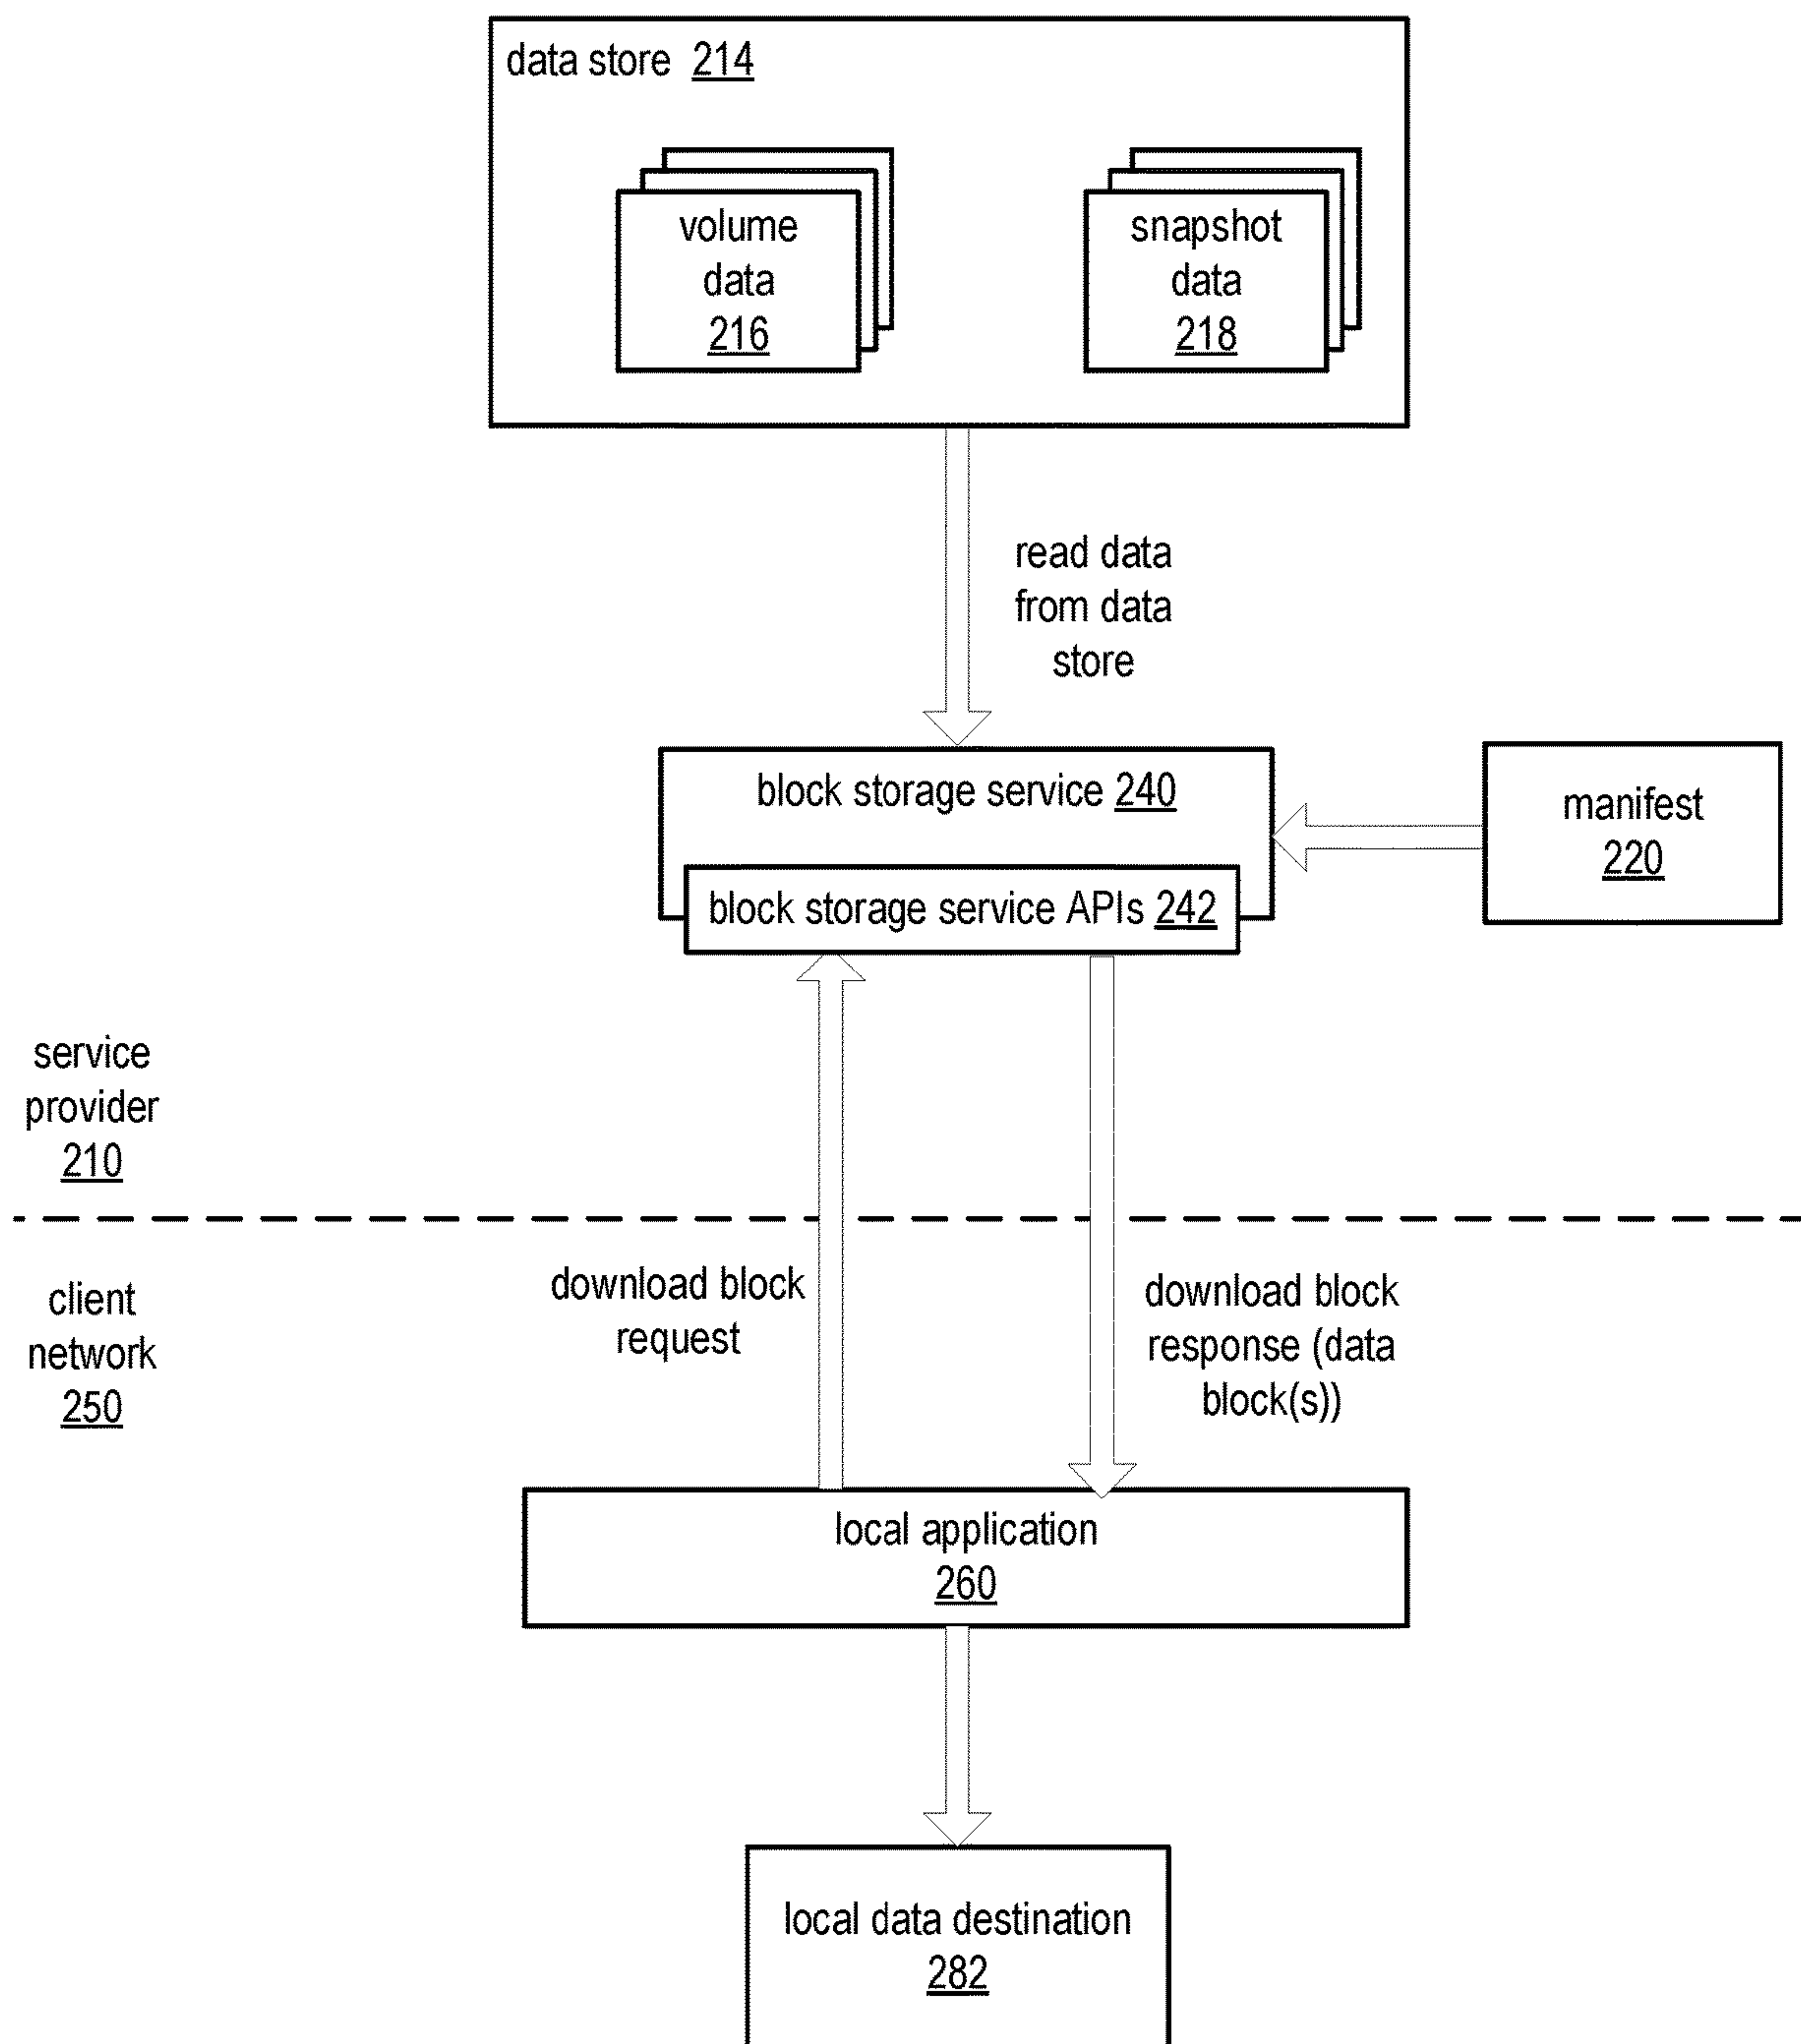 data store 214
volume
data
216
snapshot
data
218
read data
from data
store
block storage service 240
manifest
220
block storage service APIs 242
service
provider
210
client
network
250
download block
request
download block
response (data
block(s))
local application
260
local data destination
282